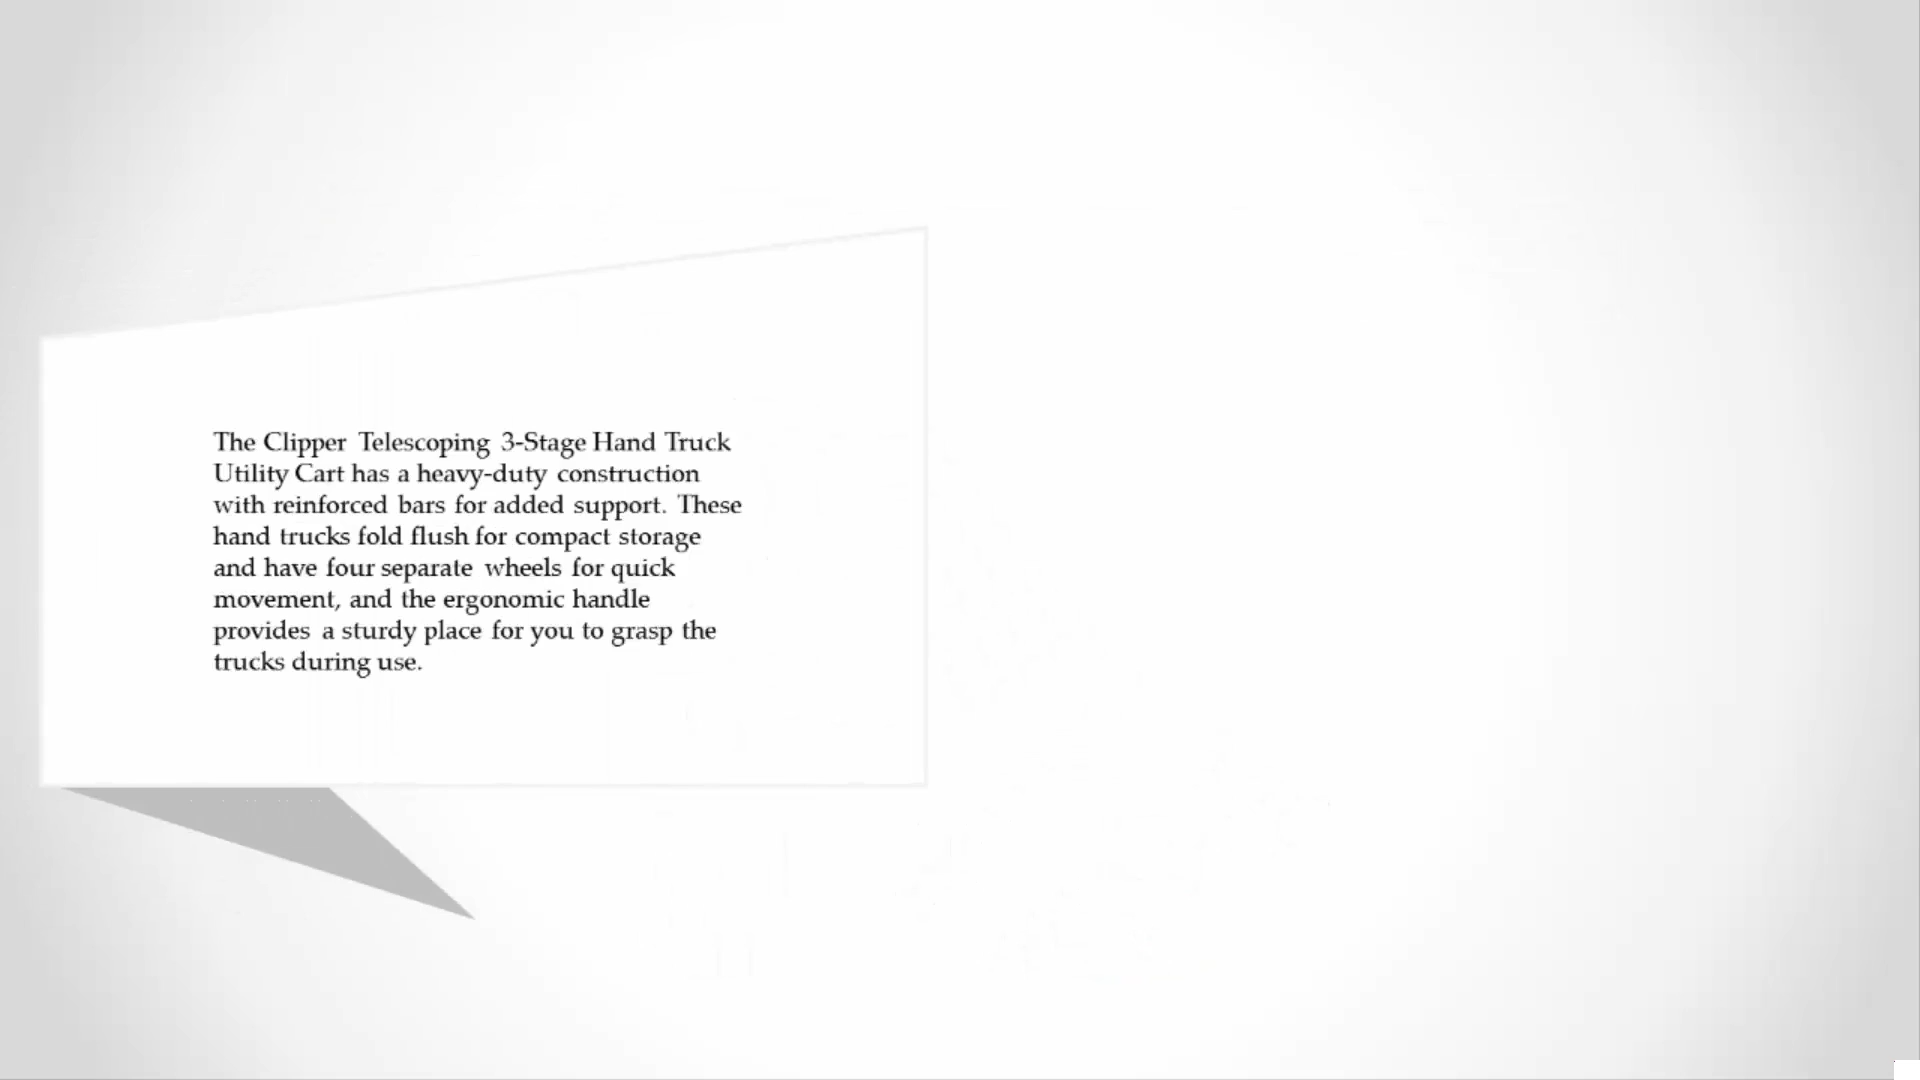 The Clipper Telescoping 3-Stage Hand Truck
Utility Cart has a heavy-duty construction
with reinforced bars for added support. These
hand trucks fold flush for compact storage
and have four separate wheels for quick
movement, and the ergonomic handle
provides a sturdy place for you to grasp the
trucks during use.